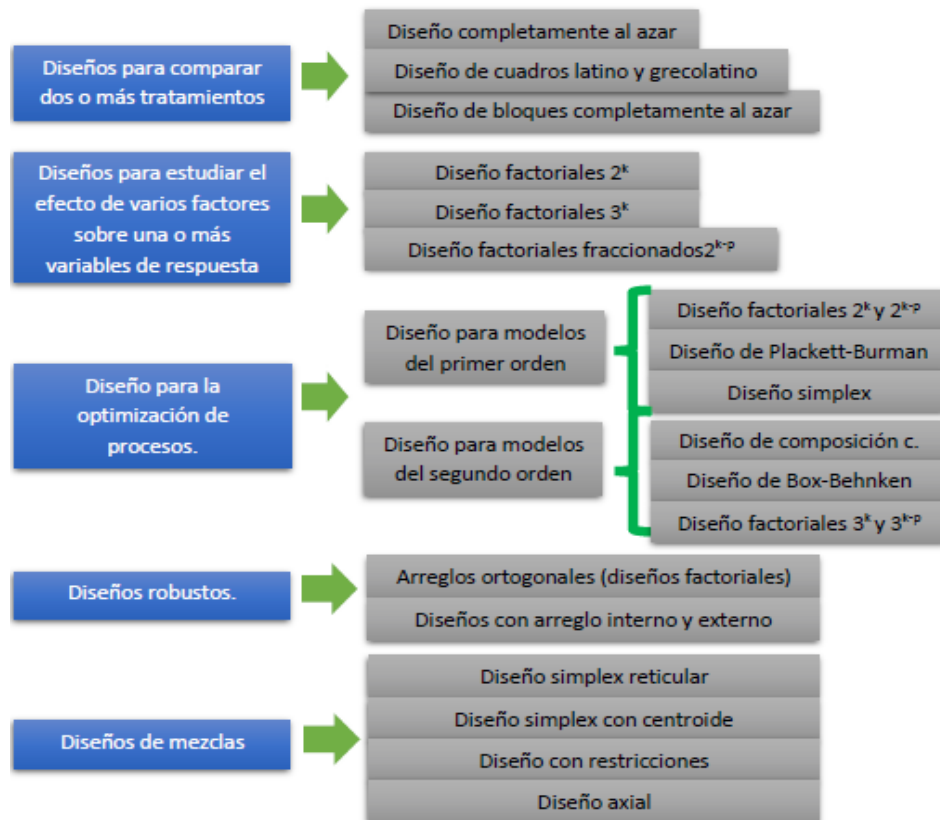 Diseños para comparar
dos o más tratamientos
Diseño completamente al azar
Diseño de cuadros latino y grecolatino
Diseño de bloques completamente al azar
Diseños para estudiar el
efecto de varios factores
sobre una o más
variables de respuesta
Diseño factoriales 2ᵏ
Diseño factoriales 3ᵏ
Diseño factoriales fraccionados2ᵏ⁻ᵖ
Diseño para la
optimización de
procesos.
Diseño para modelos
del primer orden
Diseño factoriales 2ᵏ y 2ᵏ⁻ᵖ
Diseño de Plackett-Burman
Diseño simplex
Diseño para modelos
del segundo orden
Diseño de composición c.
Diseño de Box-Behnken
Diseño factoriales 3ᵏ y 3ᵏ⁻ᵖ
Diseños robustos.
Arreglos ortogonales (diseños factoriales)
Diseños con arreglo interno y externo
Diseños de mezclas
Diseño simplex reticular
Diseño simplex con centroide
Diseño con restricciones
Diseño axial